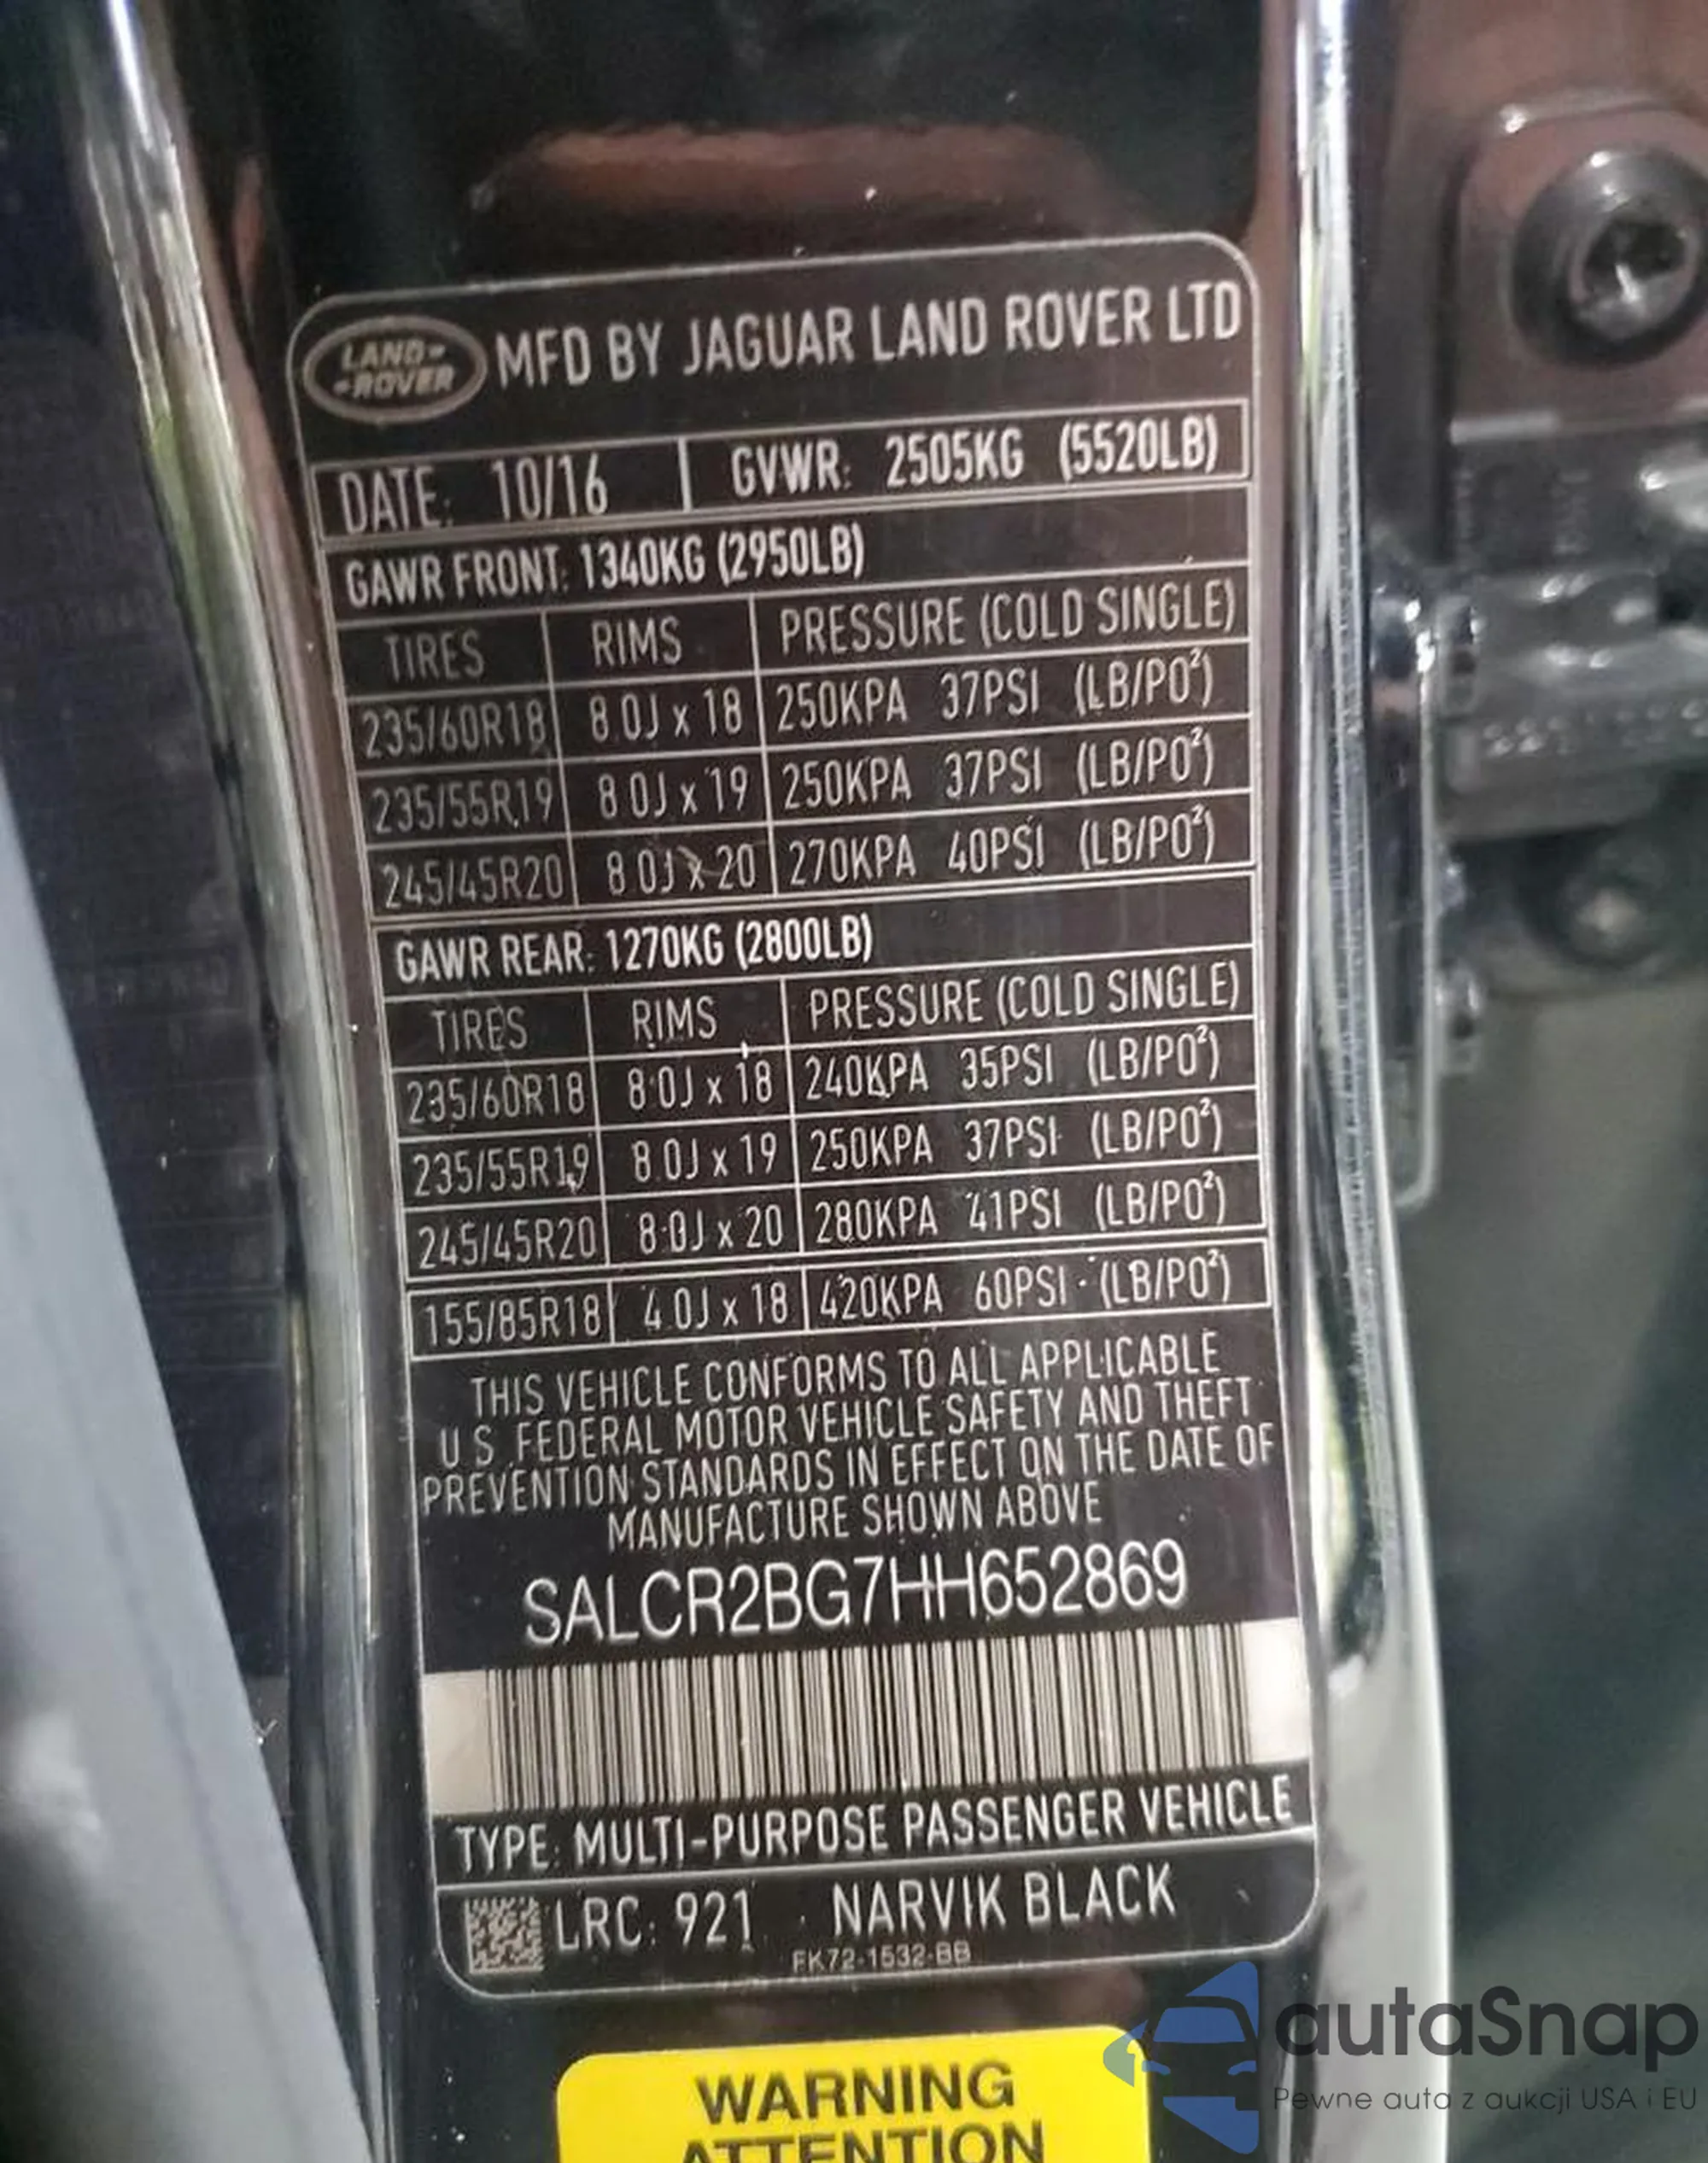 LAND-
-ROVER
MFD BY JAGUAR LAND ROVER LTD
DATE: 10/16 GVWR: 2505KG (5520LB)
GAWR FRONT: 1340KG (2950LB)
TIRES RIMS PRESSURE (COLD SINGLE)
235/60R18 8.0J x 18 250KPA 37PSI (LB/PO²)
235/55R19 8.0J x 19 250KPA 37PSI (LB/PO²)
245/45R20 8.0J x 20 270KPA 40PSI (LB/PO²)
GAWR REAR: 1270KG (2800LB)
TIRES RIMS PRESSURE (COLD SINGLE)
235/60R18 8.0J x 18 240KPA 35PSI (LB/PO²)
235/55R19 8.0J x 19 250KPA 37PSI (LB/PO²)
245/45R20 8.0J x 20 280KPA 41PSI (LB/PO²)
155/85R18 4.0J x 18 420KPA 60PSI (LB/PO²)
THIS VEHICLE CONFORMS TO ALL APPLICABLE
U.S. FEDERAL MOTOR VEHICLE SAFETY AND THEFT
PREVENTION STANDARDS IN EFFECT ON THE DATE OF
MANUFACTURE SHOWN ABOVE
SALCR2BG7HH652869
TYPE: MULTI-PURPOSE PASSENGER VEHICLE
LRC: 921 NARVIK BLACK
FK72-1532-BB
WARNING
ATTENTION
autaSnap
Pewne auta z aukcji USA i EU